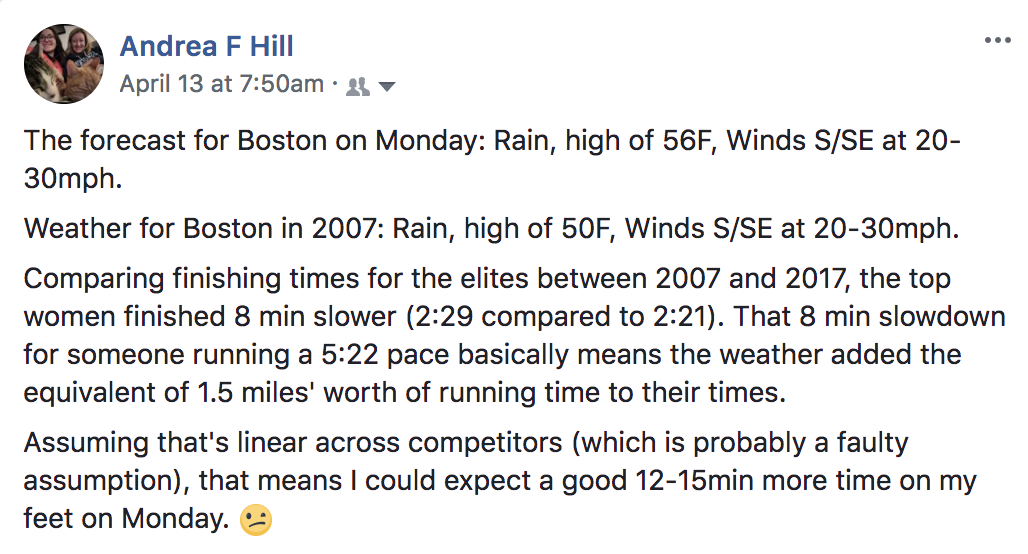 Andrea F Hill
April 13 at 7:50am ·
The forecast for Boston on Monday: Rain, high of 56F, Winds S/SE at 20-
30mph.
Weather for Boston in 2007: Rain, high of 50F, Winds S/SE at 20-30mph.
Comparing finishing times for the elites between 2007 and 2017, the top
women finished 8 min slower (2:29 compared to 2:21). That 8 min slowdown
for someone running a 5:22 pace basically means the weather added the
equivalent of 1.5 miles' worth of running time to their times.
Assuming that's linear across competitors (which is probably a faulty
assumption), that means I could expect a good 12-15min more time on my
feet on Monday. 😕